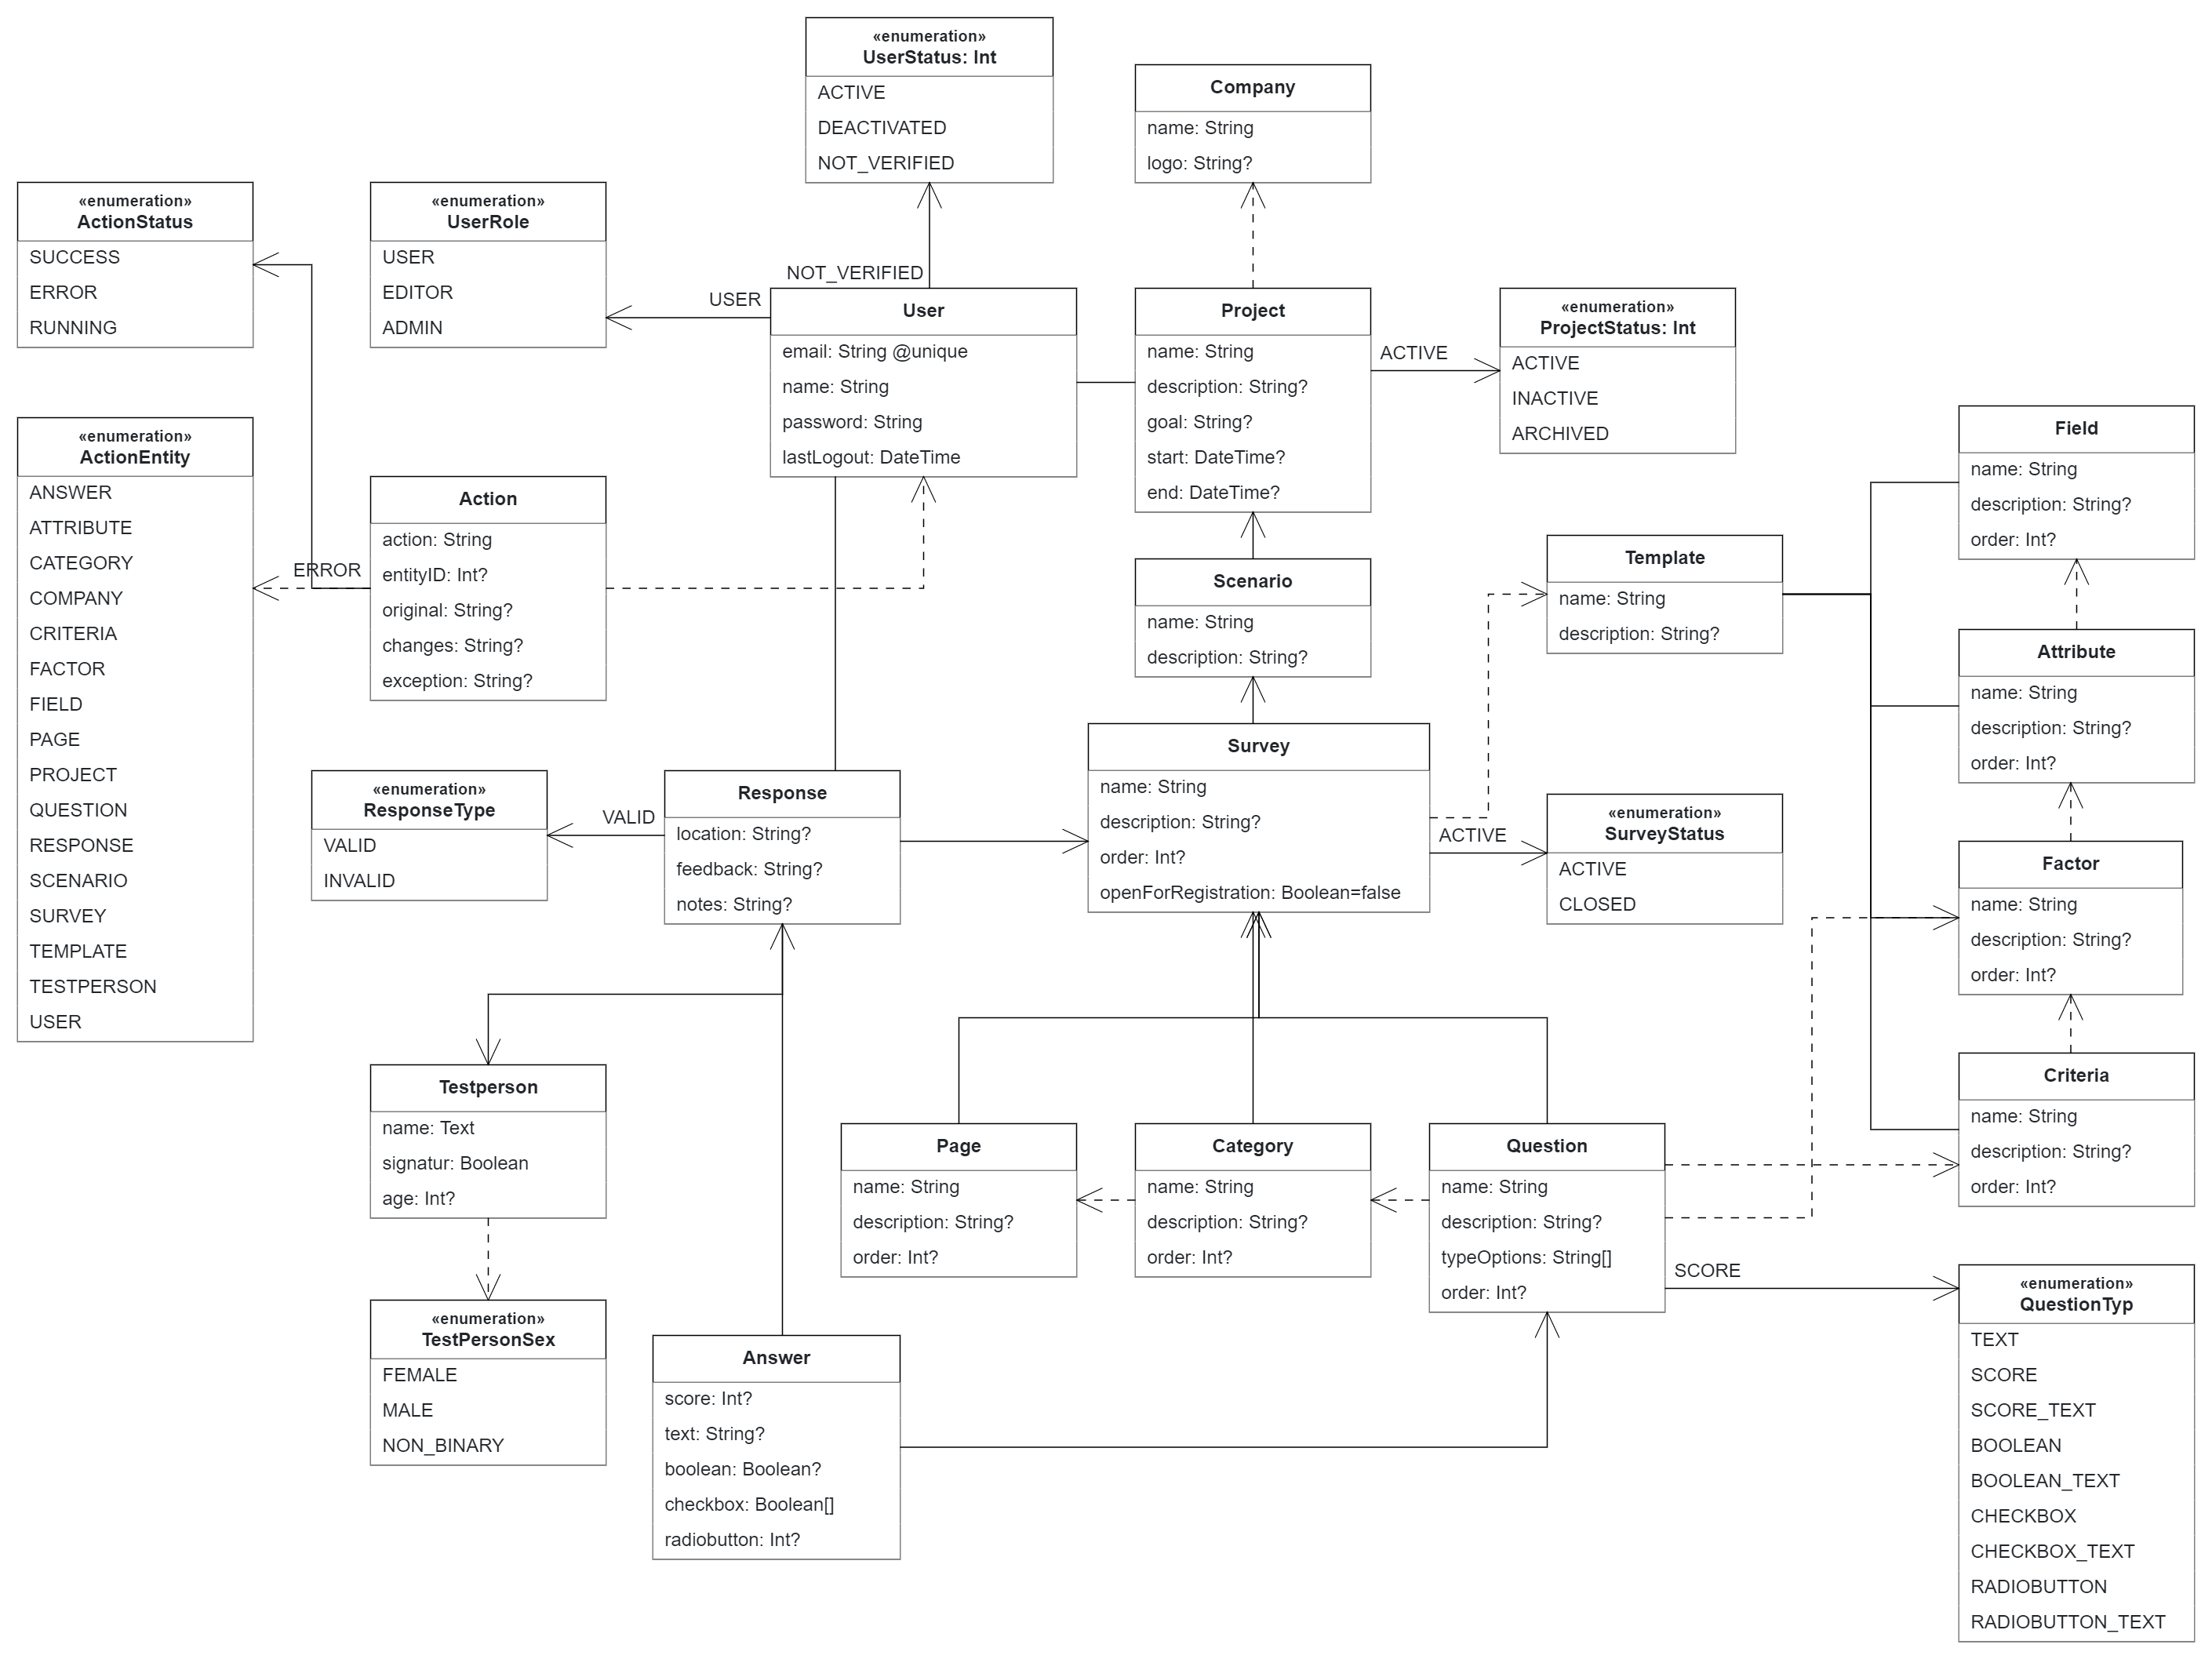 «enumeration»
UserStatus: Int
ACTIVE
DEACTIVATED
NOT_VERIFIED
Company
name: String
logo: String?
«enumeration»
ActionStatus
SUCCESS
ERROR
RUNNING
«enumeration»
UserRole
USER
EDITOR
ADMIN
NOT_VERIFIED
USER
User
email: String @unique
name: String
password: String
lastLogout: DateTime
Project
name: String
description: String?
goal: String?
start: DateTime?
end: DateTime?
ACTIVE
«enumeration»
ProjectStatus: Int
ACTIVE
INACTIVE
ARCHIVED
«enumeration»
ActionEntity
ANSWER
ATTRIBUTE
CATEGORY
COMPANY
CRITERIA
FACTOR
FIELD
PAGE
PROJECT
QUESTION
RESPONSE
SCENARIO
SURVEY
TEMPLATE
TESTPERSON
USER
ERROR
Action
action: String
entityID: Int?
original: String?
changes: String?
exception: String?
Scenario
name: String
description: String?
Template
name: String
description: String?
Field
name: String
description: String?
order: Int?
Attribute
name: String
description: String?
order: Int?
Factor
name: String
description: String?
order: Int?
Criteria
name: String
description: String?
order: Int?
«enumeration»
ResponseType
VALID
INVALID
VALID
Response
location: String?
feedback: String?
notes: String?
Survey
name: String
description: String?
order: Int?
openForRegistration: Boolean=false
ACTIVE
«enumeration»
SurveyStatus
ACTIVE
CLOSED
Testperson
name: Text
signatur: Boolean
age: Int?
Page
name: String
description: String?
order: Int?
Category
name: String
description: String?
order: Int?
Question
name: String
description: String?
typeOptions: String[]
order: Int?
SCORE
«enumeration»
QuestionTyp
TEXT
SCORE
SCORE_TEXT
BOOLEAN
BOOLEAN_TEXT
CHECKBOX
CHECKBOX_TEXT
RADIOBUTTON
RADIOBUTTON_TEXT
«enumeration»
TestPersonSex
FEMALE
MALE
NON_BINARY
Answer
score: Int?
text: String?
boolean: Boolean?
checkbox: Boolean[]
radiobutton: Int?